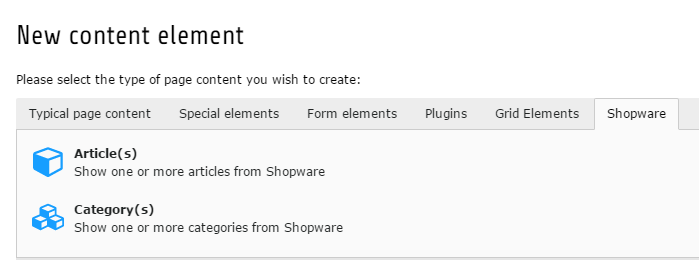 New content element
Please select the type of page content you wish to create:
Typical page content Special elements Form elements Plugins Grid Elements Shopware
Article(s)
Show one or more articles from Shopware
Category(s)
Show one or more categories from Shopware